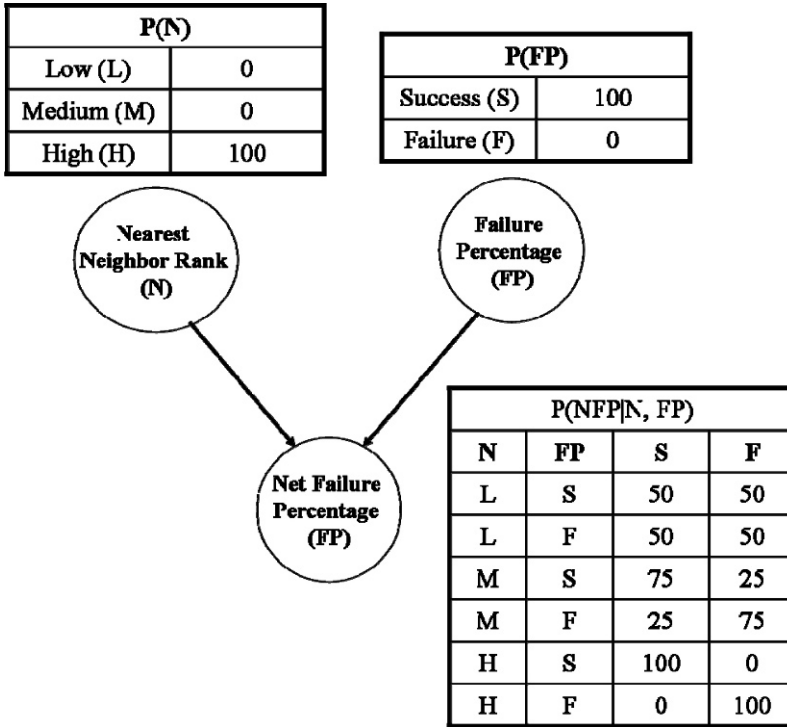 P(N)
Low (L) 0
Medium (M) 0
High (H) 100
P(FP)
Success (S) 100
Failure (F) 0
Nearest
Neighbor Rank
(N)
Failure
Percentage
(FP)
Net Failure
Percentage
(FP)
P(NFP|N, FP)
N FP S F
L S 50 50
L F 50 50
M S 75 25
M F 25 75
H S 100 0
H F 0 100